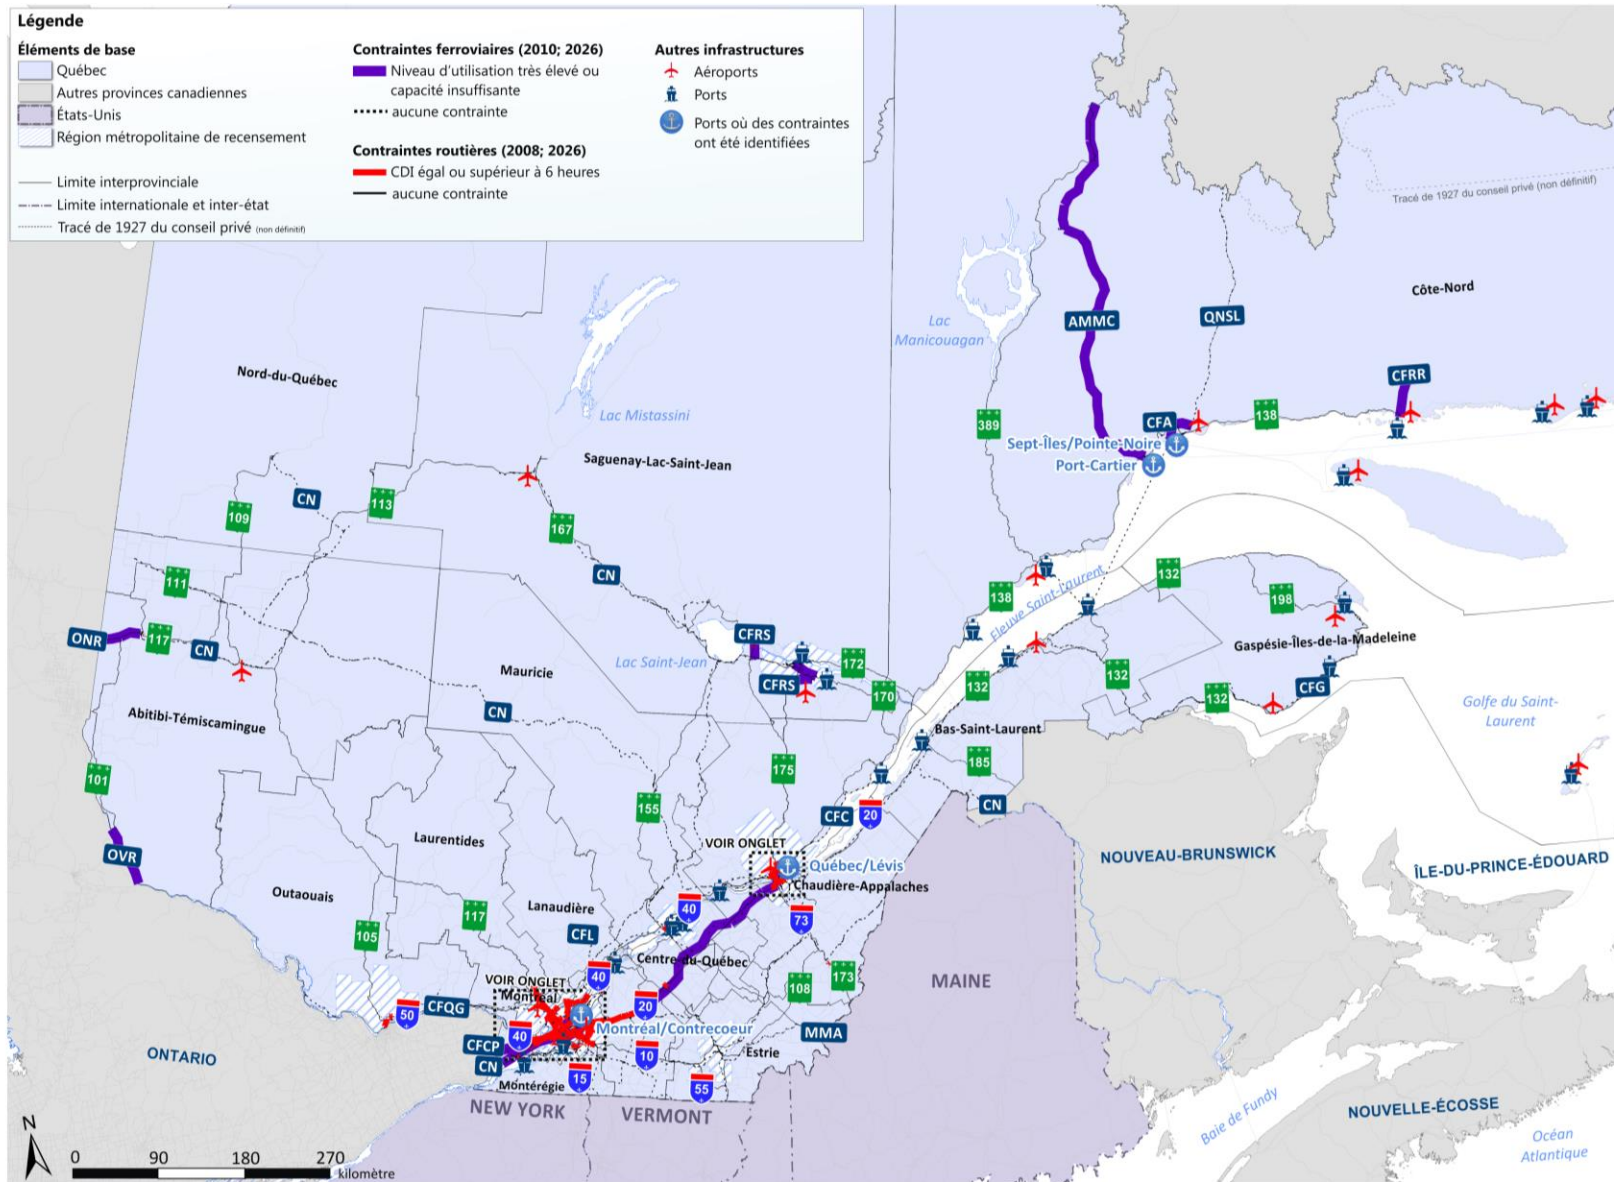 Légende
Éléments de base
Québec
Autres provinces canadiennes
États-Unis
Région métropolitaine de recensement
Limite interprovinciale
Limite internationale et inter-état
Tracé de 1927 du conseil privé (non définitif)
Contraintes ferroviaires (2010; 2026)
Niveau d'utilisation très élevé ou
capacité insuffisante
aucune contrainte
Contraintes routières (2008; 2026)
CDI égal ou supérieur à 6 heures
aucune contrainte
Autres infrastructures
Aéroports
Ports
Ports où des contraintes
ont été identifiées
Tracé de 1927 du conseil privé (non définitif)
Côte-Nord
Lac
Manicouagan
AMMC
QNSL
CFRR
Nord-du-Québec
Lac Mistassini
389
CFA
138
Sept-Îles/Pointe-Noire
Port-Cartier
Saguenay-Lac-Saint-Jean
CN
113
109
167
CN
111
132
138
Fleuve Saint-Laurent
198
ONR
117
CN
CFRS
Lac Saint-Jean
172
Gaspésie-Îles-de-la-Madeleine
Mauricie
CFRS
170
132
132
132
CFG
CN
Abitibi-Témiscamingue
Golfe du Saint-
Laurent
Bas-Saint-Laurent
185
101
175
155
CFC
20
CN
Laurentides
VOIR ONGLET
OVR
Québec/Lévis
NOUVEAU-BRUNSWICK
ÎLE-DU-PRINCE-ÉDOUARD
Outaouais
Chaudière-Appalaches
Lanaudière
40
117
73
105
CFL
Centre-du-Québec
VOIR ONGLET
Montréal
40
108
173
MAINE
50
CFQG
20
Montréal/Contrecoeur
40
MMA
CFCP
CN
10
Estrie
ONTARIO
15
55
Montérégie
NEW YORK
VERMONT
NOUVELLE-ÉCOSSE
Baie de Fundy
Océan
Atlantique
N
0 90 180 270
kilomètre